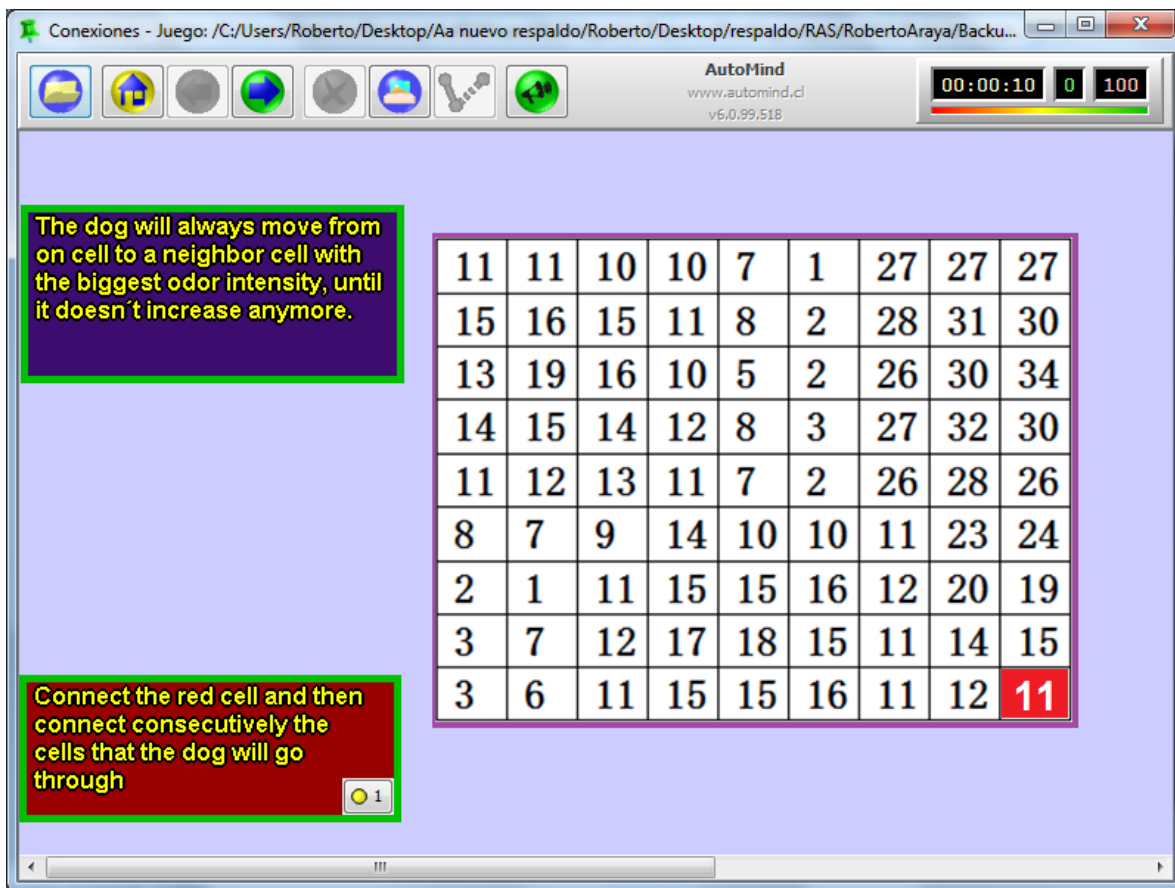 Conexiones - Juego: /C:/Users/Roberto/Desktop/Aa nuevo respaldo/Roberto/Desktop/respaldo/RAS/RobertoAraya/Backu...
AutoMind
www.automind.cl
v6.0.99.518
00:00:10 0 100
The dog will always move from
on cell to a neighbor cell with
the biggest odor intensity, until
it doesn´t increase anymore.
11 11 10 10 7 1 27 27 27
15 16 15 11 8 2 28 31 30
13 19 16 10 5 2 26 30 34
14 15 14 12 8 3 27 32 30
11 12 13 11 7 2 26 28 26
8 7 9 14 10 10 11 23 24
2 1 11 15 15 16 12 20 19
3 7 12 17 18 15 11 14 15
3 6 11 15 15 16 11 12 11
Connect the red cell and then
connect consecutively the
cells that the dog will go
through
1